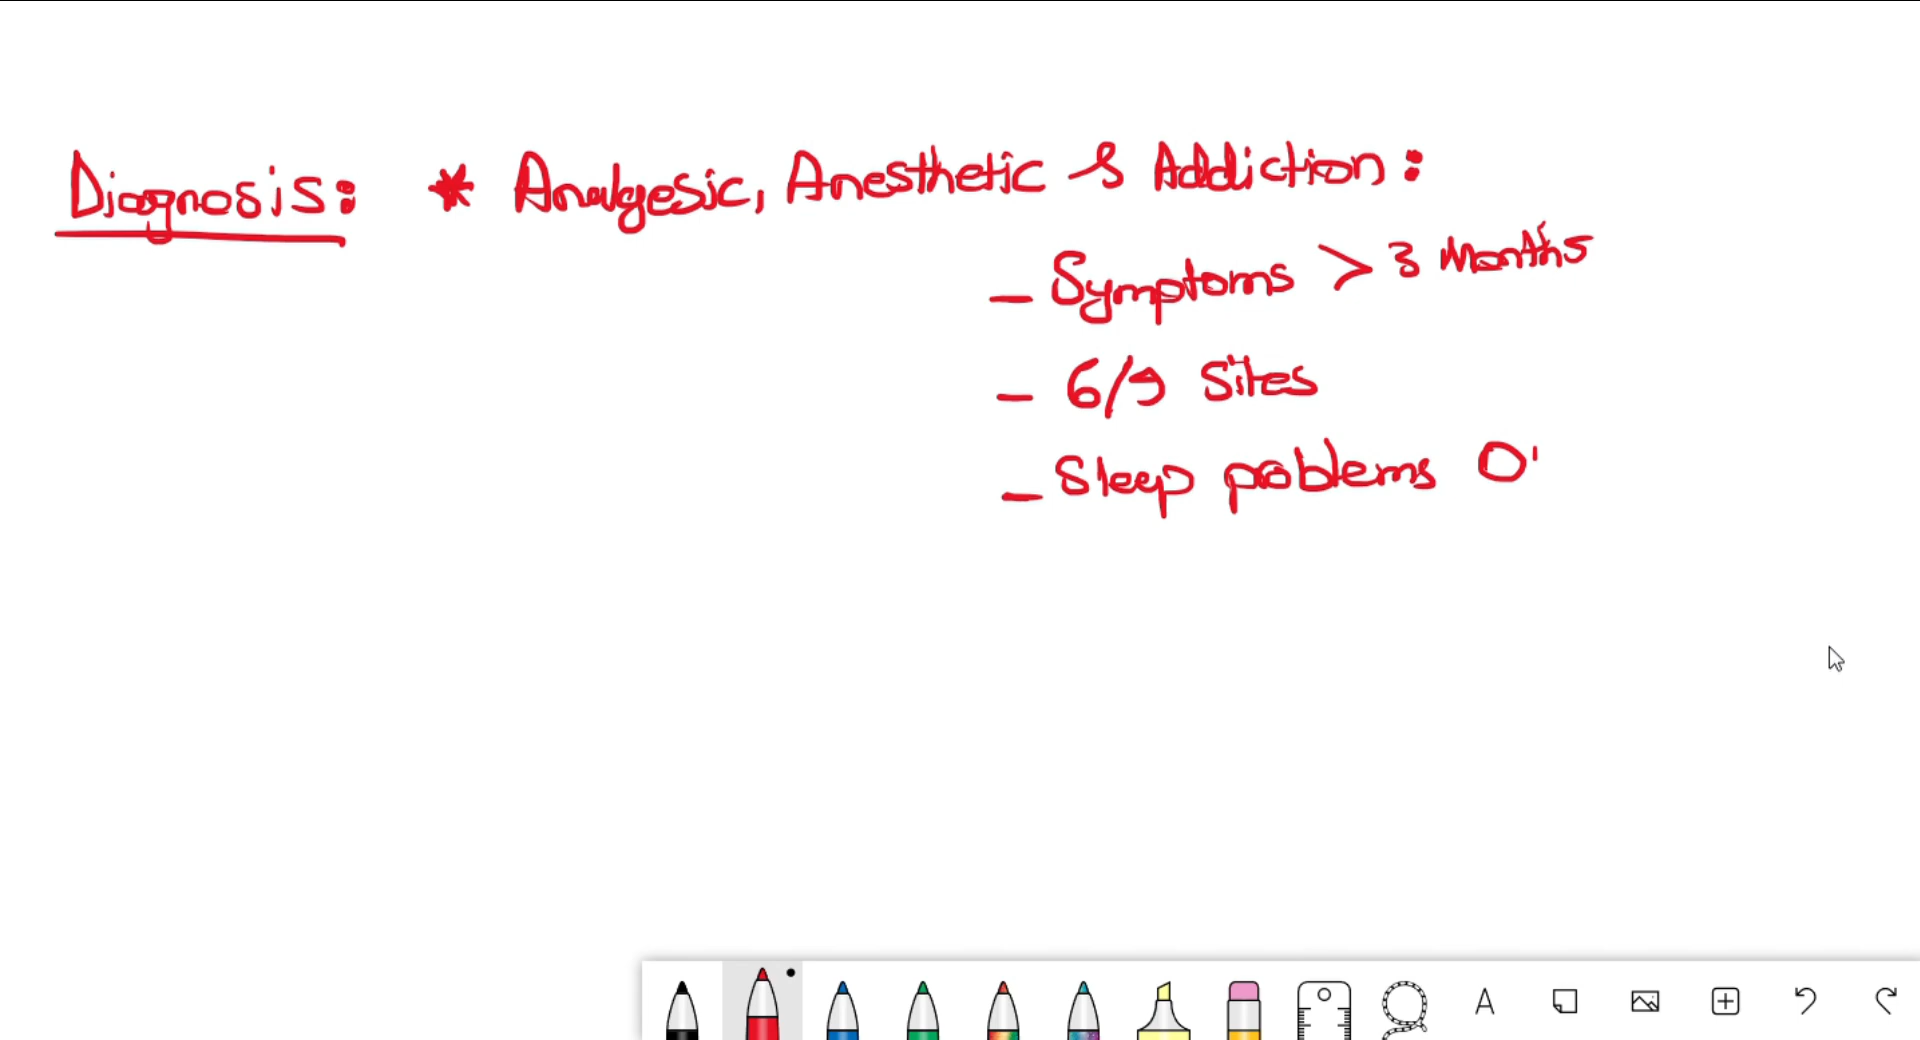 Diagnosis: * Analgesic, Anesthetic & Addiction:
- Symptoms > 3 Months
- 6/9 Sites
- Sleep problems O'
A